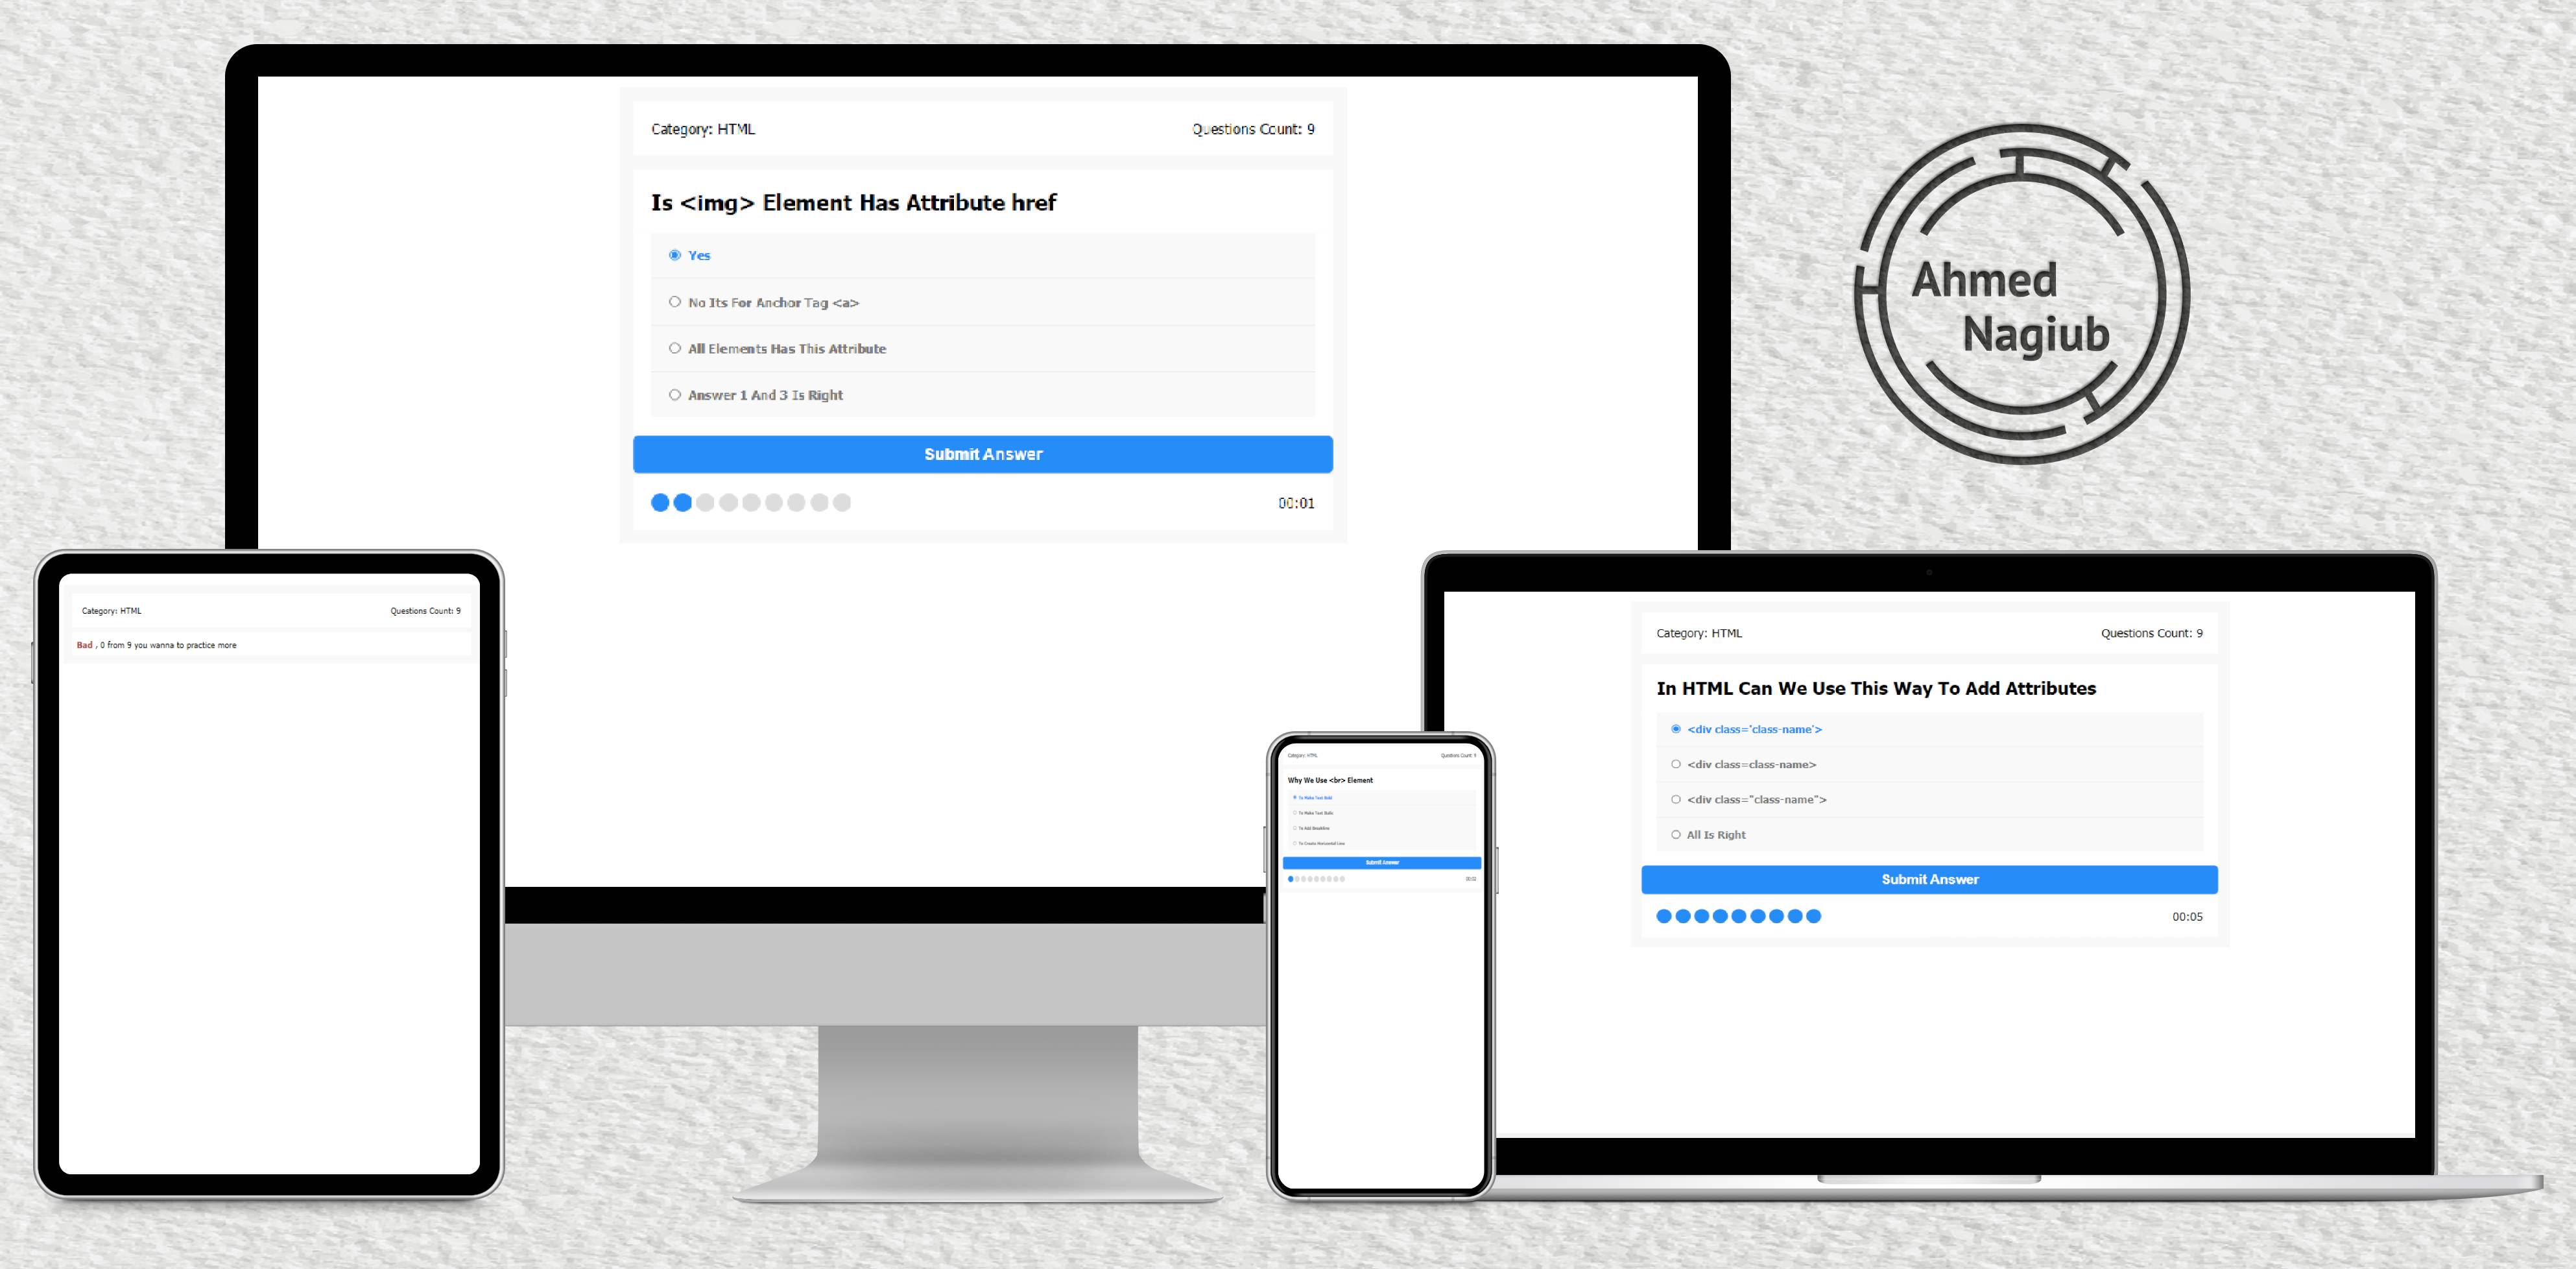 Category: HTML
Questions Count: 9
Is <img> Element Has Attribute href
Yes
No Its For Anchor Tag <a>
All Elements Has This Attribute
Answer 1 And 3 Is Right
Submit Answer
00:01
Ahmed
Nagiub
Category: HTML
Questions Count: 9
Bad , 0 from 9 you wanna to practice more
Category: HTML
Questions Count: 9
Why We Use <br> Element
To Make Text Bold
To Make Text Italic
To Add Breakline
To Create Horizontal Line
Submit Answer
Category: HTML
Questions Count: 9
In HTML Can We Use This Way To Add Attributes
<div class='class-name'>
<div class=class-name>
<div class="class-name">
All Is Right
Submit Answer
00:05